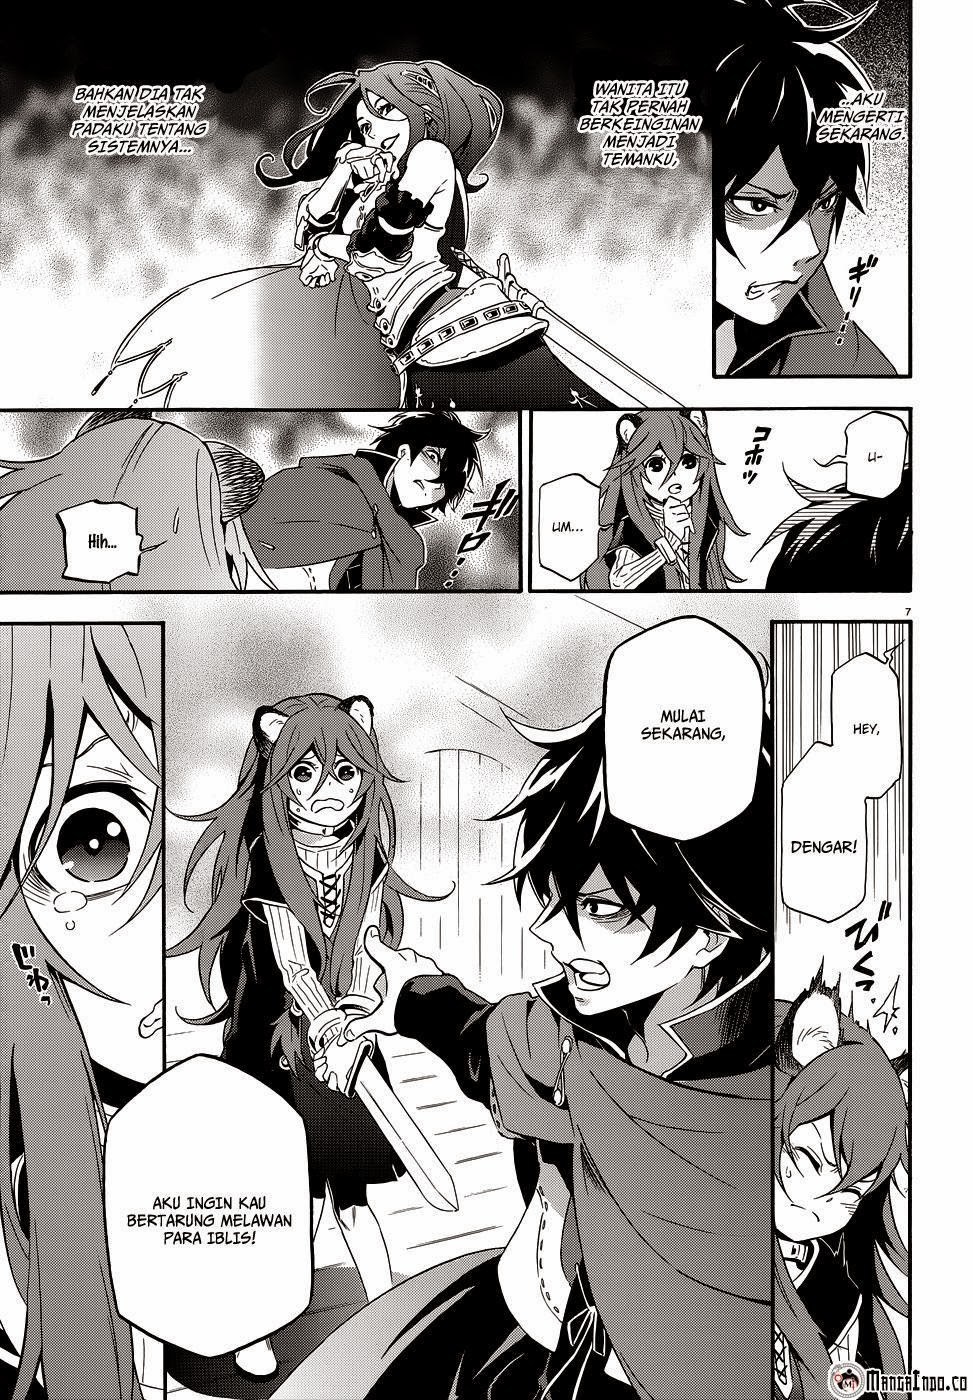 ...AKU
MENGERTI
SEKARANG.
WANITA ITU
TAK PERNAH
BERKEINGINAN
MENJADI
TEMANKU,
BAHKAN DIA TAK
MENJELASKAN
PADAKU TENTANG
SISTEMNYA...
ギリッ
U-
コホッ
UM...
ギロッ
Hih...
7
HEY,
DENGAR!
びくっ
MULAI
SEKARANG,
AKU INGIN KAU
BERTARUNG MELAWAN
PARA IBLIS!
じわっ
MangaIndo.co